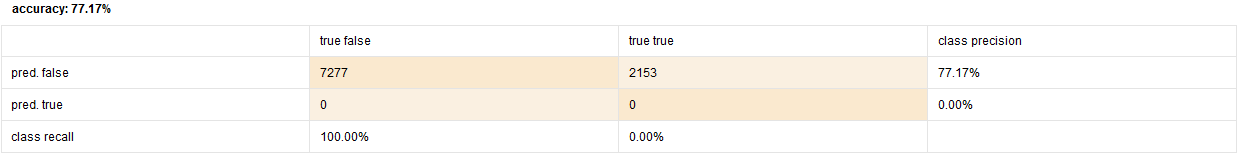 accuracy: 77.17%
true false true true class precision
pred. false 7277 2153 77.17%
pred. true 0 0 0.00%
class recall 100.00% 0.00%